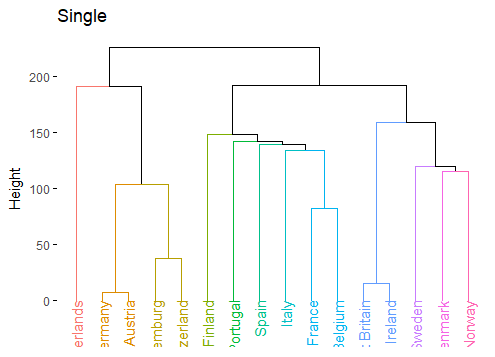 Single
Height
200
150
100
50
0
erlands
ermany
Austria
emburg
zerland
Finland
Portugal
Spain
Italy
France
Belgium
t Britain
Ireland
Sweden
enmark
Norway